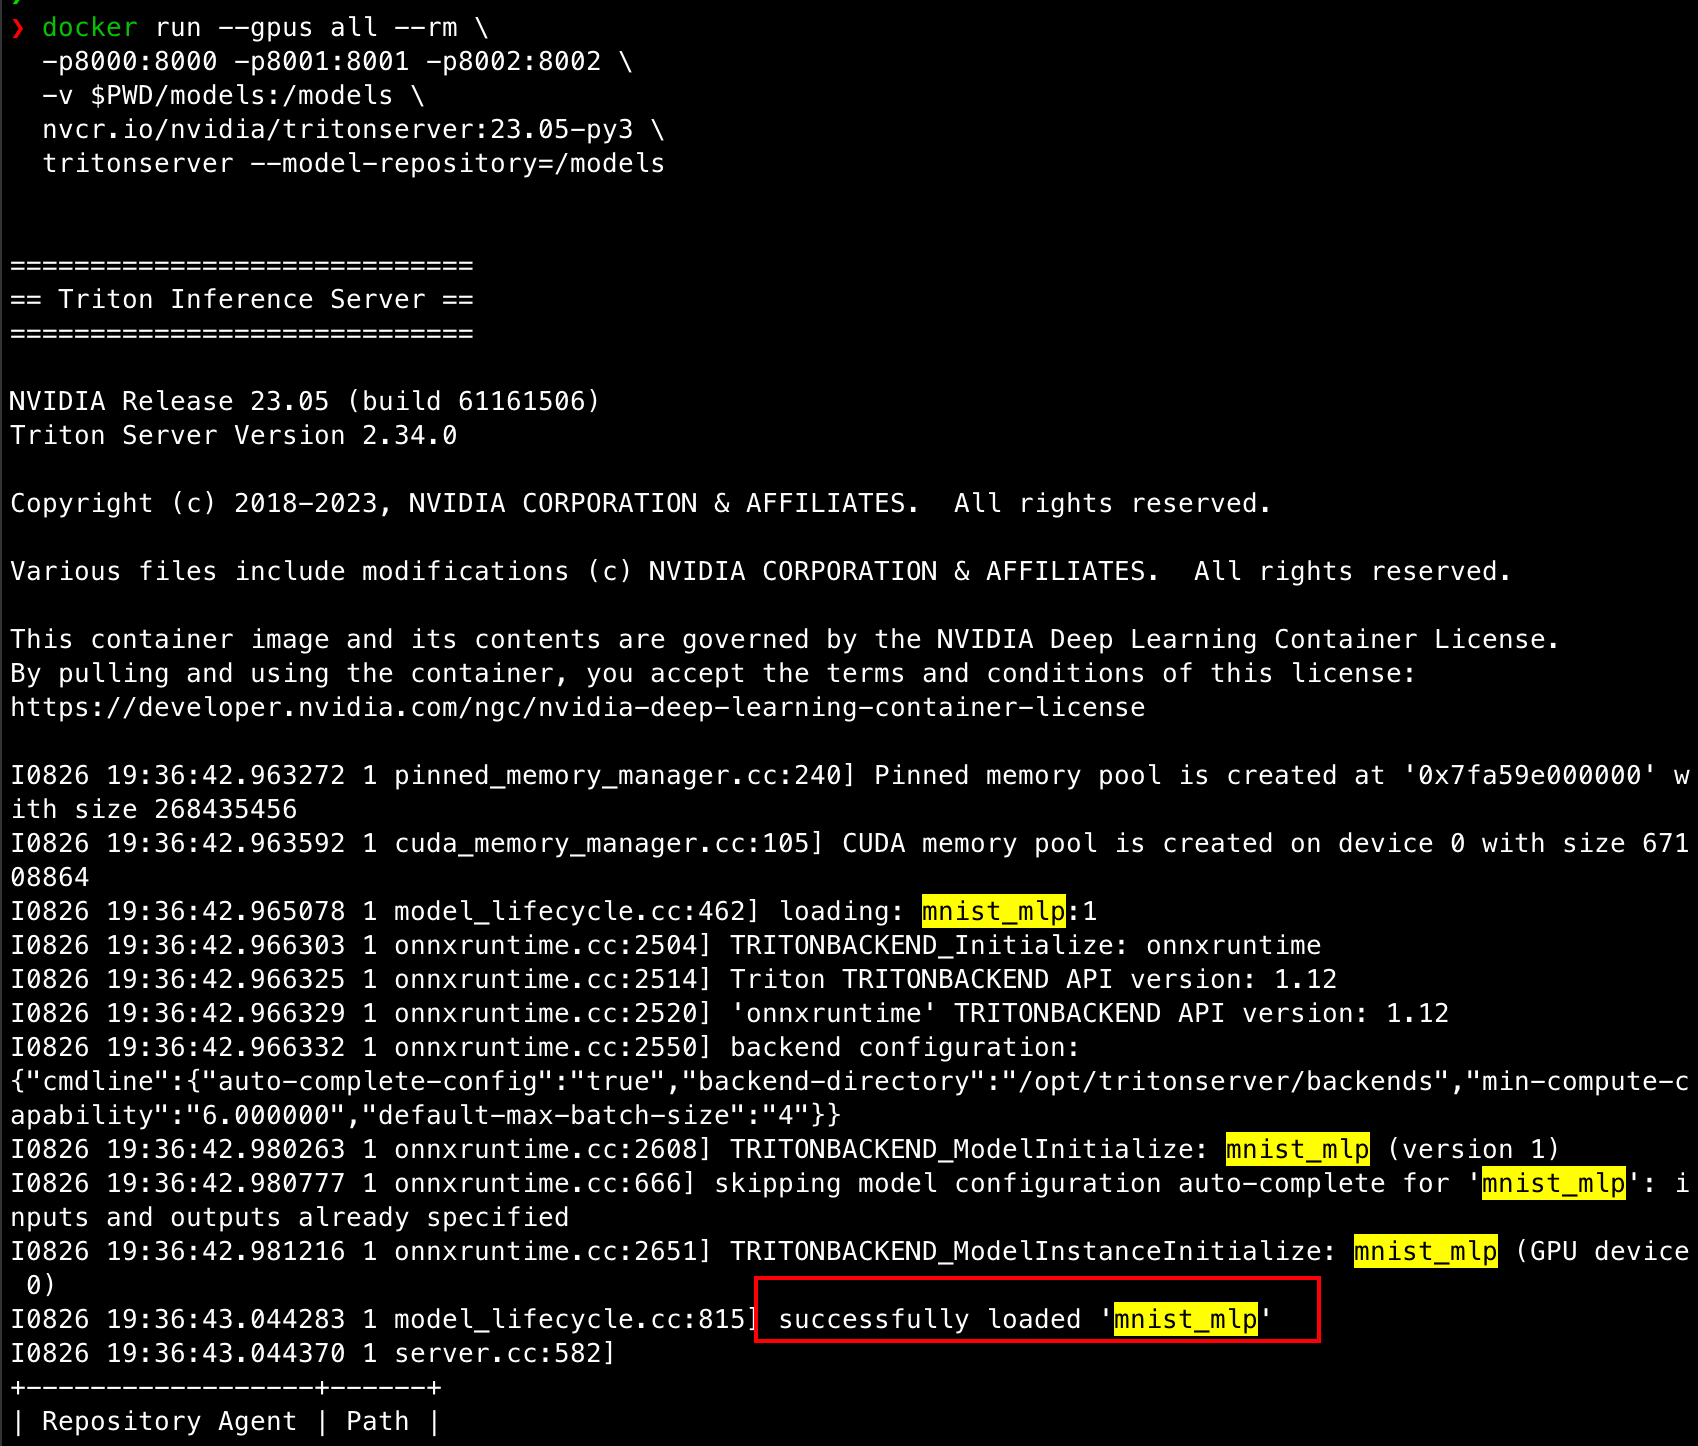 ❯ docker run --gpus all --rm \
-p8000:8000 -p8001:8001 -p8002:8002 \
-v $PWD/models:/models \
nvcr.io/nvidia/tritonserver:23.05-py3 \
tritonserver --model-repository=/models
=============================
== Triton Inference Server ==
=============================
NVIDIA Release 23.05 (build 61161506)
Triton Server Version 2.34.0
Copyright (c) 2018-2023, NVIDIA CORPORATION & AFFILIATES.  All rights reserved.
Various files include modifications (c) NVIDIA CORPORATION & AFFILIATES.  All rights reserved.
This container image and its contents are governed by the NVIDIA Deep Learning Container License.
By pulling and using the container, you accept the terms and conditions of this license:
https://developer.nvidia.com/ngc/nvidia-deep-learning-container-license
I0826 19:36:42.963272 1 pinned_memory_manager.cc:240] Pinned memory pool is created at '0x7fa59e000000' w
ith size 268435456
I0826 19:36:42.963592 1 cuda_memory_manager.cc:105] CUDA memory pool is created on device 0 with size 671
08864
I0826 19:36:42.965078 1 model_lifecycle.cc:462] loading: mnist_mlp:1
I0826 19:36:42.966303 1 onnxruntime.cc:2504] TRITONBACKEND_Initialize: onnxruntime
I0826 19:36:42.966325 1 onnxruntime.cc:2514] Triton TRITONBACKEND API version: 1.12
I0826 19:36:42.966329 1 onnxruntime.cc:2520] 'onnxruntime' TRITONBACKEND API version: 1.12
I0826 19:36:42.966332 1 onnxruntime.cc:2550] backend configuration:
{"cmdline":{"auto-complete-config":"true","backend-directory":"/opt/tritonserver/backends","min-compute-c
apability":"6.000000","default-max-batch-size":"4"}}
I0826 19:36:42.980263 1 onnxruntime.cc:2608] TRITONBACKEND_ModelInitialize: mnist_mlp (version 1)
I0826 19:36:42.980777 1 onnxruntime.cc:666] skipping model configuration auto-complete for 'mnist_mlp': i
nputs and outputs already specified
I0826 19:36:42.981216 1 onnxruntime.cc:2651] TRITONBACKEND_ModelInstanceInitialize: mnist_mlp (GPU device
0)
I0826 19:36:43.044283 1 model_lifecycle.cc:815] successfully loaded 'mnist_mlp'
I0826 19:36:43.044370 1 server.cc:582]
+------------------+------+
| Repository Agent | Path |